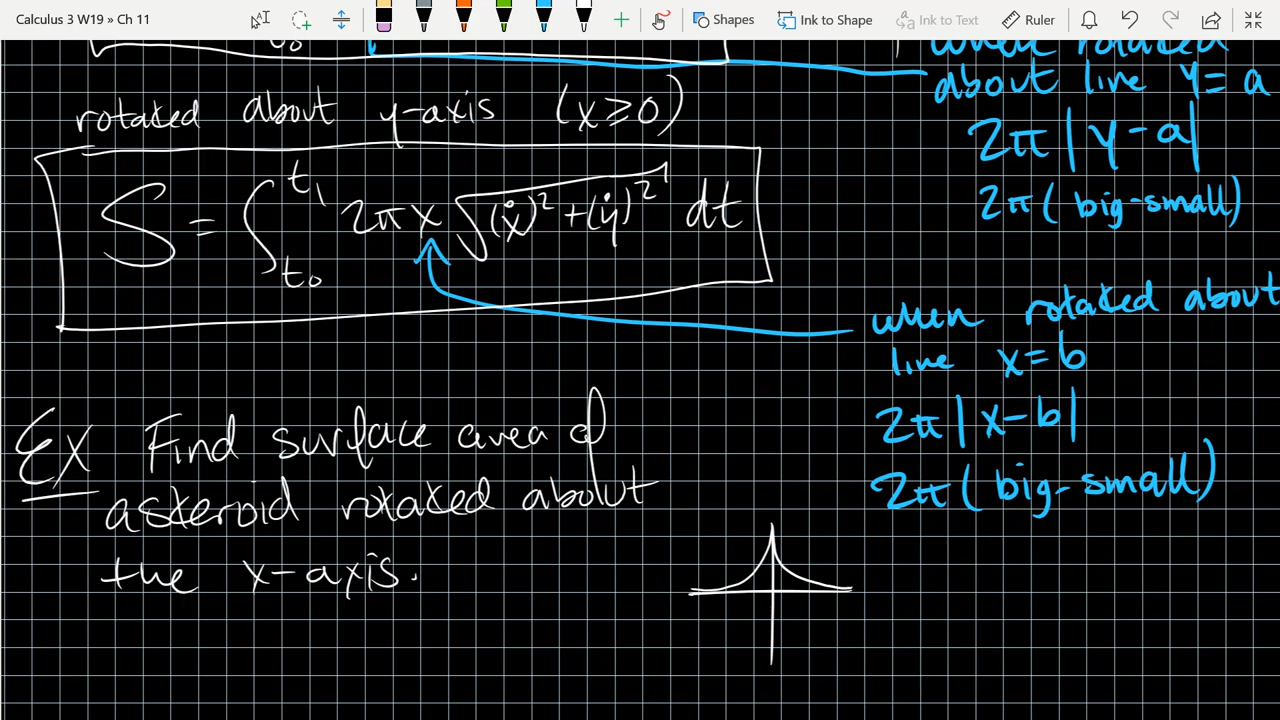 Calculus 3 W19 » Ch 11
Shapes
Ink to Shape
Ink to Text
Ruler
when rotated
about line y = a
2π |y-a|
2π (big-small)
rotated about y-axis (x ≥ 0)
S = ∫ t₁ t₀ 2π x √(ẋ)² + (ẏ)² dt
when rotated about
line x = b
2π |x-b|
2π (big-small)
Ex Find surface area of
asteroid rotated about
the x-axis.